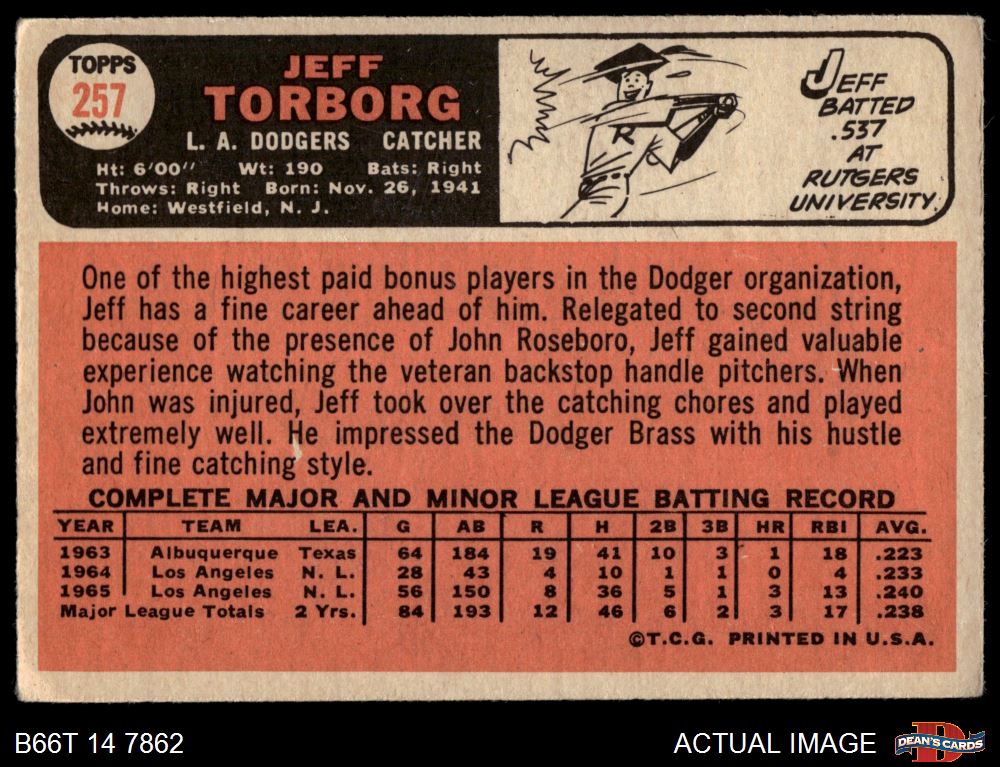 TOPPS
257
JEFF
TORBORG
L. A. DODGERS CATCHER
Ht: 6'00" Wt: 190 Bats: Right
Throws: Right Born: Nov. 26, 1941
Home: Westfield, N. J.
R
JEFF
BATTED
.537
AT
RUTGERS
UNIVERSITY.
One of the highest paid bonus players in the Dodger organization,
Jeff has a fine career ahead of him. Relegated to second string
because of the presence of John Roseboro, Jeff gained valuable
experience watching the veteran backstop handle pitchers. When
John was injured, Jeff took over the catching chores and played
extremely well. He impressed the Dodger Brass with his hustle
and fine catching style.
COMPLETE MAJOR AND MINOR LEAGUE BATTING RECORD
YEAR TEAM LEA. G AB R H 2B 3B HR RBI AVG.
1963 Albuquerque Texas 64 184 19 41 10 3 1 18 .223
1964 Los Angeles N. L. 28 43 4 10 1 1 0 4 .233
1965 Los Angeles N. L. 56 150 8 36 5 1 3 13 .240
Major League Totals 2 Yrs. 84 193 12 46 6 2 3 17 .238
©T.C.G. PRINTED IN U.S.A.
B66T 14 7862
ACTUAL IMAGE
D
DEAN'S CARDS